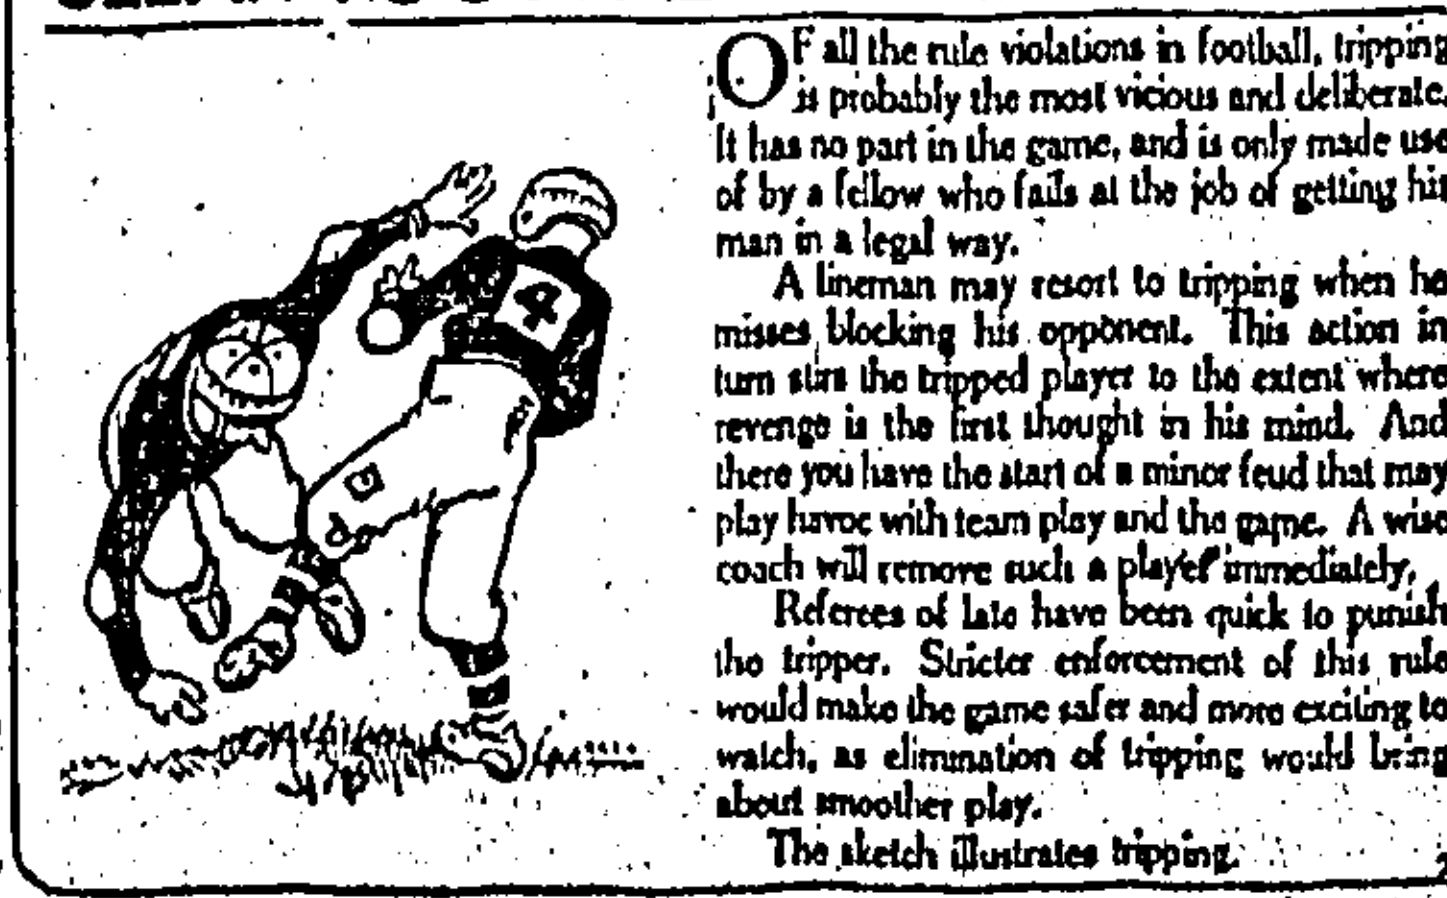 4
OF all the rule violations in football, tripping
is probably the most vicious and deliberate.
It has no part in the game, and is only made use
of by a fellow who fails at the job of getting his
man in a legal way.
A lineman may resort to tripping when he
misses blocking his opponent. This action in
turn stirs the tripped player to the extent where
revenge is the first thought in his mind. And
there you have the start of a minor feud that may
play havoc with team play and the game. A wise
coach will remove such a player immediately.
Referees of late have been quick to punish
the tripper. Stricter enforcement of this rule
would make the game safer and more exciting to
watch, as elimination of tripping would bring
about smoother play.
The sketch illustrates tripping.